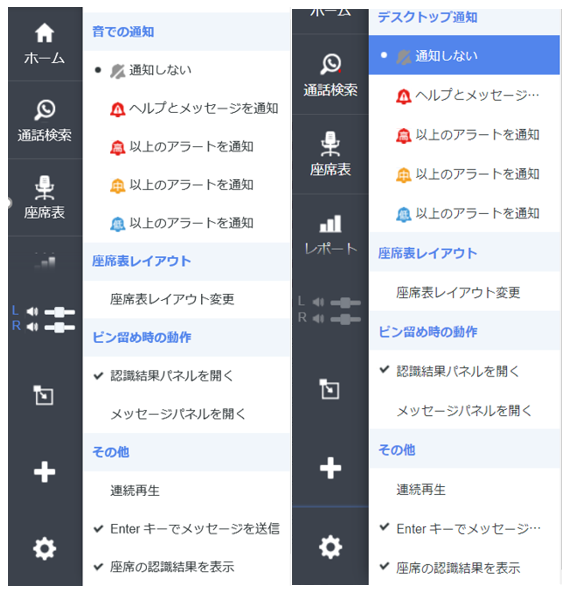 ホーム
通話検索
座席表
L
R
音での通知
通知しない
ヘルプとメッセージを通知
高 以上のアラートを通知
中 以上のアラートを通知
低 以上のアラートを通知
座席表レイアウト
座席表レイアウト変更
ピン留め時の動作
認識結果パネルを開く
メッセージパネルを開く
その他
連続再生
Enter キーでメッセージを送信
座席の認識結果を表示
ホーム
通話検索
座席表
レポート
L
R
デスクトップ通知
通知しない
ヘルプとメッセージ…
高 以上のアラートを通知
中 以上のアラートを通知
低 以上のアラートを通知
座席表レイアウト
座席表レイアウト変更
ピン留め時の動作
認識結果パネルを開く
メッセージパネルを開く
その他
連続再生
Enter キーでメッセージ…
座席の認識結果を表示